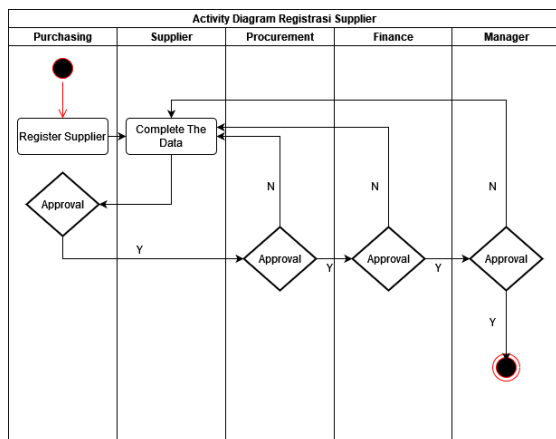 Activity Diagram Registrasi Supplier
Purchasing
Supplier
Procurement
Finance
Manager
Register Supplier
Complete The
Data
N
N
N
Approval
Y
Approval
Y
Approval
Y
Approval
Y